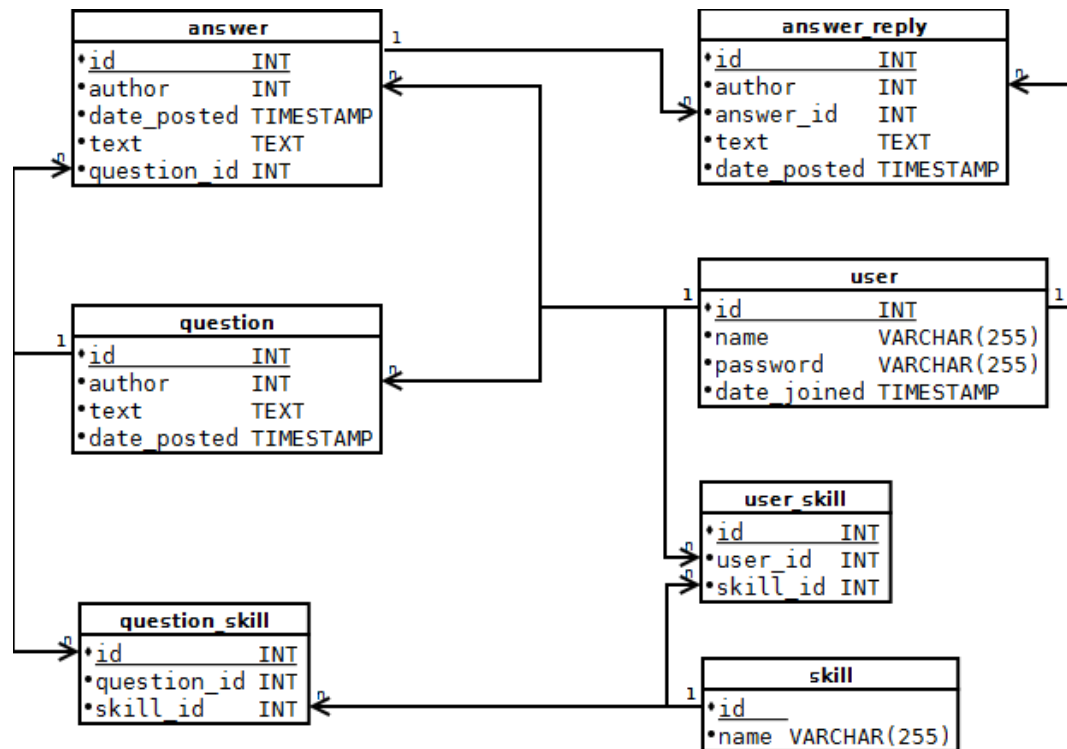 answer
id INT
author INT
date_posted TIMESTAMP
text TEXT
question_id INT
1
n
n
answer_reply
id INT
author INT
answer_id INT
text TEXT
date_posted TIMESTAMP
n
n
user
id INT
name VARCHAR(255)
password VARCHAR(255)
date_joined TIMESTAMP
1
1
question
id INT
author INT
text TEXT
date_posted TIMESTAMP
1
n
user_skill
id INT
user_id INT
skill_id INT
n
n
question_skill
id INT
question_id INT
skill_id INT
n
n
skill
id
name VARCHAR(255)
1